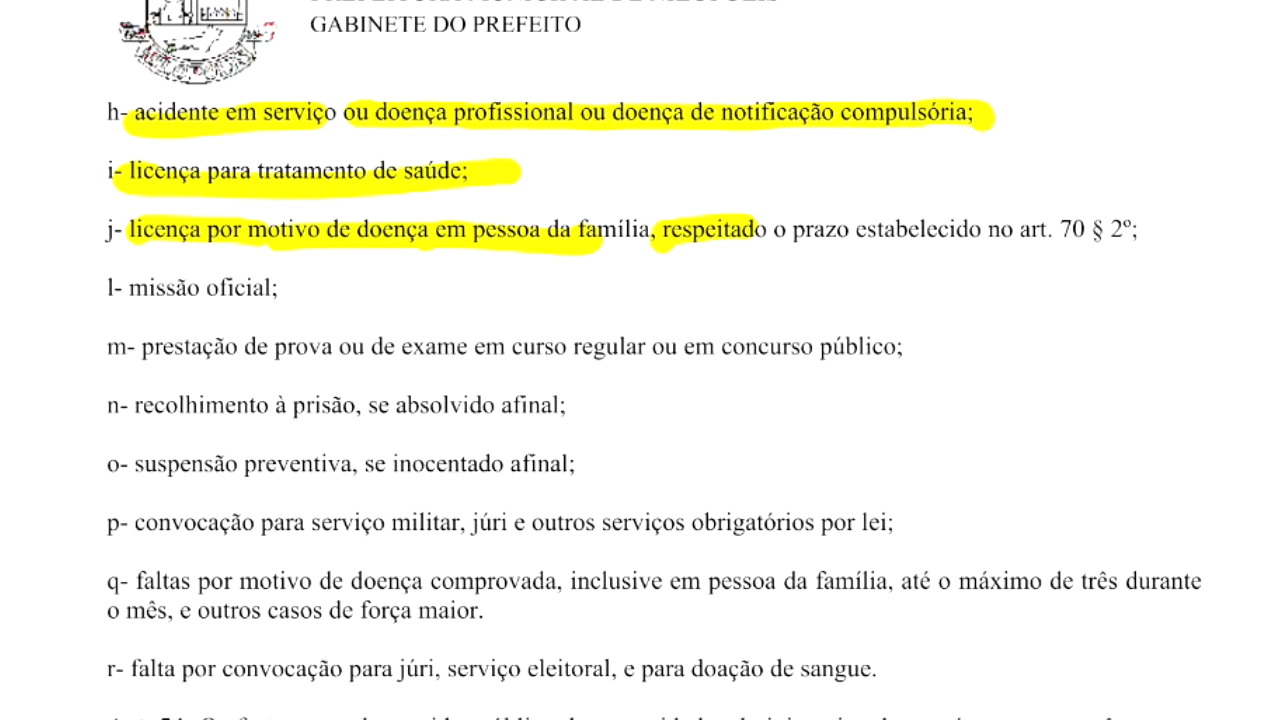 GABINETE DO PREFEITO
h- acidente em serviço ou doença profissional ou doença de notificação compulsória;
i- licença para tratamento de saúde;
j- licença por motivo de doença em pessoa da família, respeitado o prazo estabelecido no art. 70 § 2º;
l- missão oficial;
m- prestação de prova ou de exame em curso regular ou em concurso público;
n- recolhimento à prisão, se absolvido afinal;
o- suspensão preventiva, se inocentado afinal;
p- convocação para serviço militar, júri e outros serviços obrigatórios por lei;
q- faltas por motivo de doença comprovada, inclusive em pessoa da família, até o máximo de três durante
o mês, e outros casos de força maior.
r- falta por convocação para júri, serviço eleitoral, e para doação de sangue.